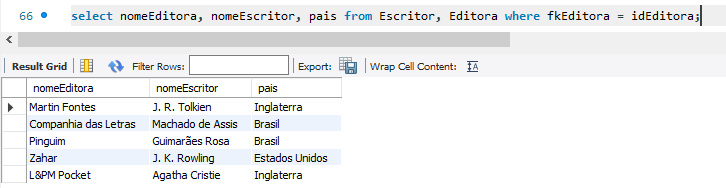 66 select nomeEditora, nomeEscritor, pais from Escritor, Editora where fkEditora = idEditora;
Result Grid Filter Rows: Export: Wrap Cell Content:
nomeEditora nomeEscritor pais
Martin Fontes J. R. Tolkien Inglaterra
Companhia das Letras Machado de Assis Brasil
Pinguim Guimarães Rosa Brasil
Zahar J. K. Rowling Estados Unidos
L&PM Pocket Agatha Cristie Inglaterra